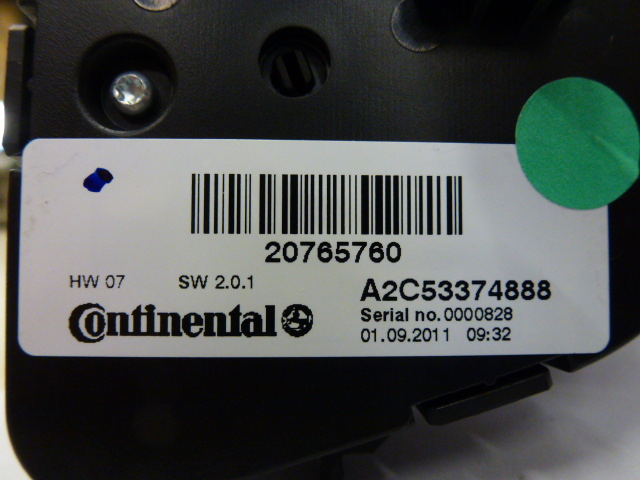 20765760
HW 07 SW 2.0.1
A2C53374888
Continental
Serial no.0000828
01.09.2011 09:32